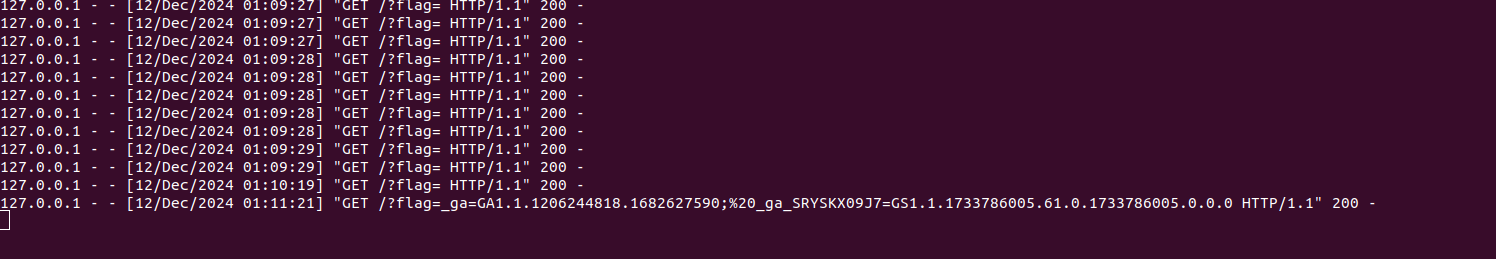 127.0.0.1 - - [12/Dec/2024 01:09:27] "GET /?flag= HTTP/1.1" 200 -
127.0.0.1 - - [12/Dec/2024 01:09:27] "GET /?flag= HTTP/1.1" 200 -
127.0.0.1 - - [12/Dec/2024 01:09:27] "GET /?flag= HTTP/1.1" 200 -
127.0.0.1 - - [12/Dec/2024 01:09:28] "GET /?flag= HTTP/1.1" 200 -
127.0.0.1 - - [12/Dec/2024 01:09:28] "GET /?flag= HTTP/1.1" 200 -
127.0.0.1 - - [12/Dec/2024 01:09:28] "GET /?flag= HTTP/1.1" 200 -
127.0.0.1 - - [12/Dec/2024 01:09:28] "GET /?flag= HTTP/1.1" 200 -
127.0.0.1 - - [12/Dec/2024 01:09:28] "GET /?flag= HTTP/1.1" 200 -
127.0.0.1 - - [12/Dec/2024 01:09:29] "GET /?flag= HTTP/1.1" 200 -
127.0.0.1 - - [12/Dec/2024 01:09:29] "GET /?flag= HTTP/1.1" 200 -
127.0.0.1 - - [12/Dec/2024 01:10:19] "GET /?flag= HTTP/1.1" 200 -
127.0.0.1 - - [12/Dec/2024 01:11:21] "GET /?flag=_ga=GA1.1.1206244818.1682627590;%20_ga_SRYSKX09J7=GS1.1.1733786005.61.0.1733786005.0.0.0 HTTP/1.1" 200 -